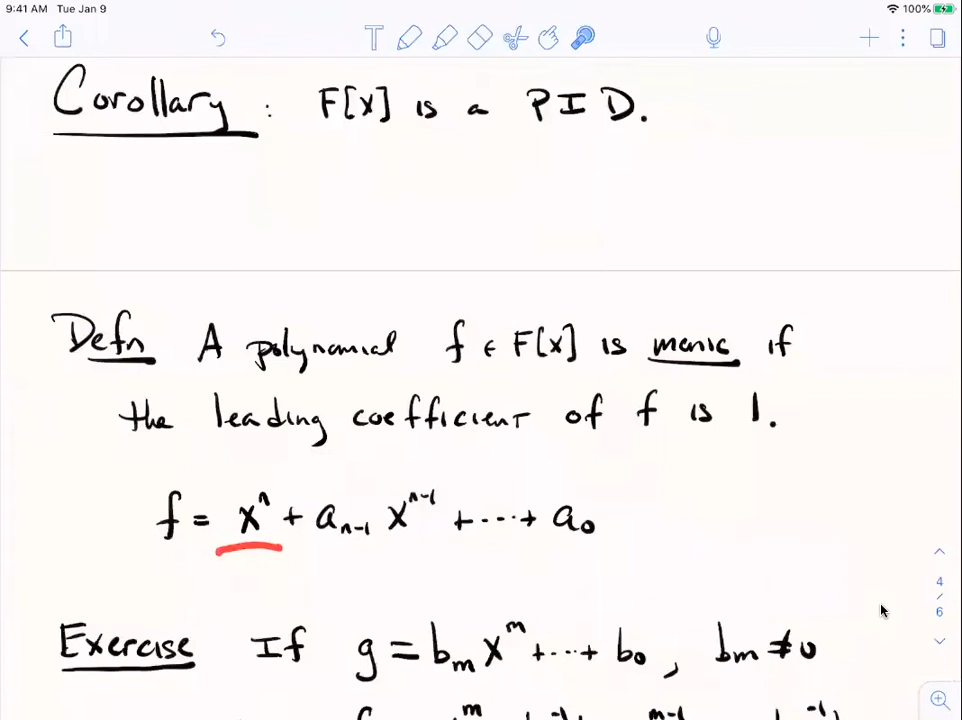 9:41 AM Tue Jan 9
100%
Corollary : F[x] is a PID.
Defn A polynomial f ∈ F[x] is monic if
the leading coefficient of f is 1.
f = xⁿ + aₙ₋₁ xⁿ⁻¹ + ··· + a₀
4
/
6
Exercise If g = bₘ xᵐ + ··· + b₀ , bₘ ≠ 0